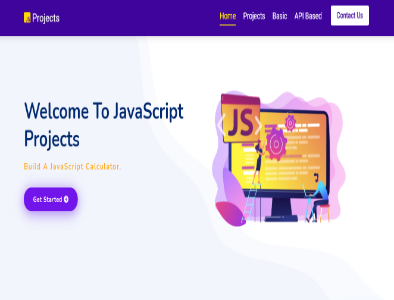 Projects
Home Projects Basic API Based Contact Us
Welcome To JavaScript
Projects
Build A JavaScript Calculator.
Get Started
JS